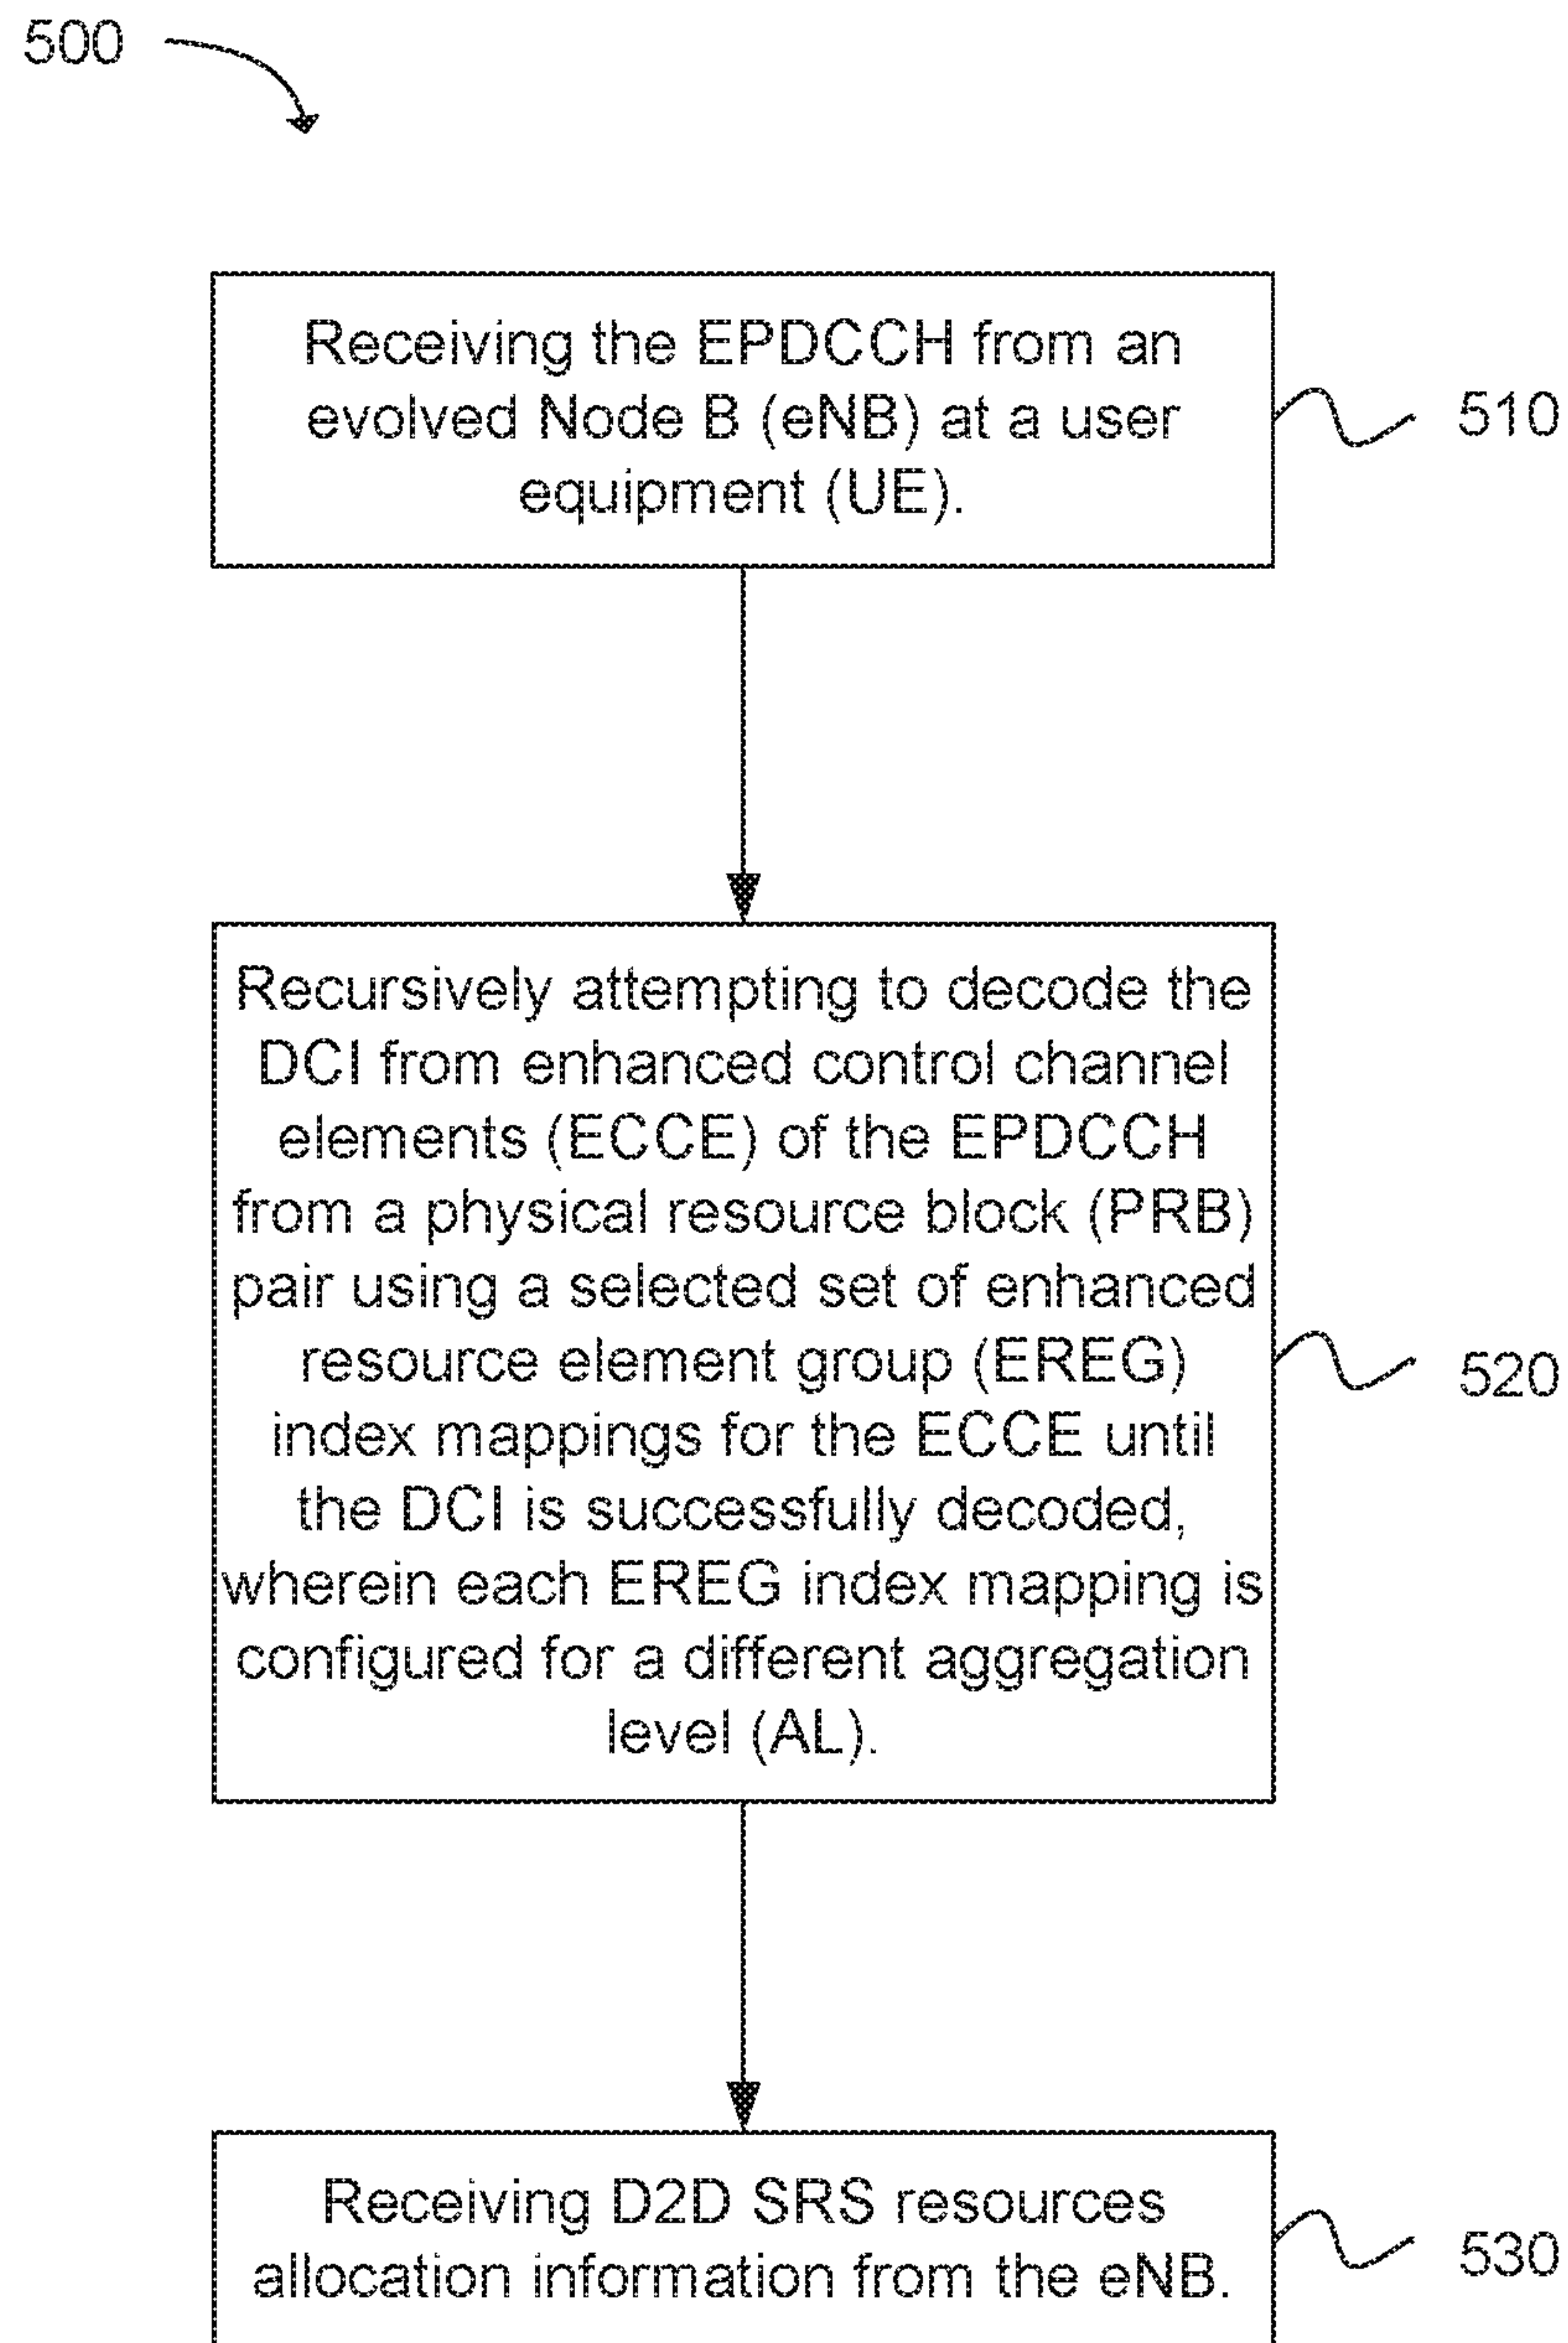 500
Receiving the EPDCCH from an
evolved Node B (eNB) at a user
equipment (UE).
510
Recursively attempting to decode the
DCI from enhanced control channel
elements (ECCE) of the EPDCCH
from a physical resource block (PRB)
pair using a selected set of enhanced
resource element group (EREG)
index mappings for the ECCE until
the DCI is successfully decoded,
wherein each EREG index mapping is
configured for a different aggregation
level (AL).
520
Receiving D2D SRS resources
allocation information from the eNB.
530